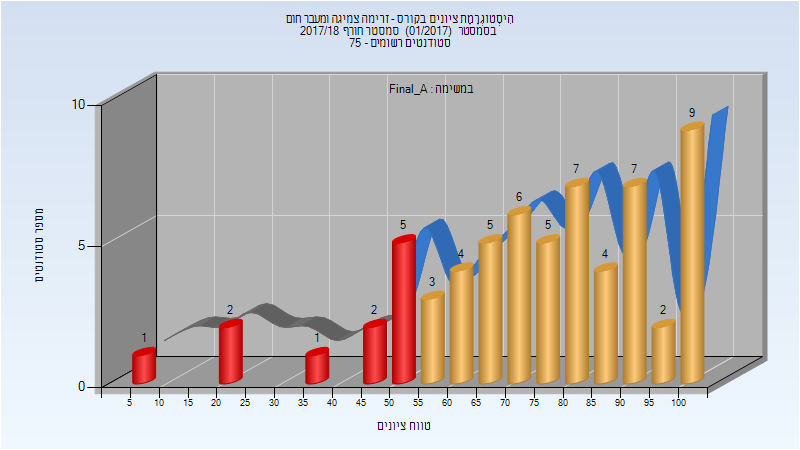 הִיסְטוֹגְרָמַת ציונים בקורס - זרימה צמיגה ומעבר חום
בסמסטר (01/2017) סמסטר חורף 2017/18
סטודנטים רשומים - 75
במשימה : Final_A
מספר סטודנטים
10
5
0
1
2
1
2
5
3
4
5
6
5
7
4
7
2
9
5 10 15 20 25 30 35 40 45 50 55 60 65 70 75 80 85 90 95 100
טווח ציונים